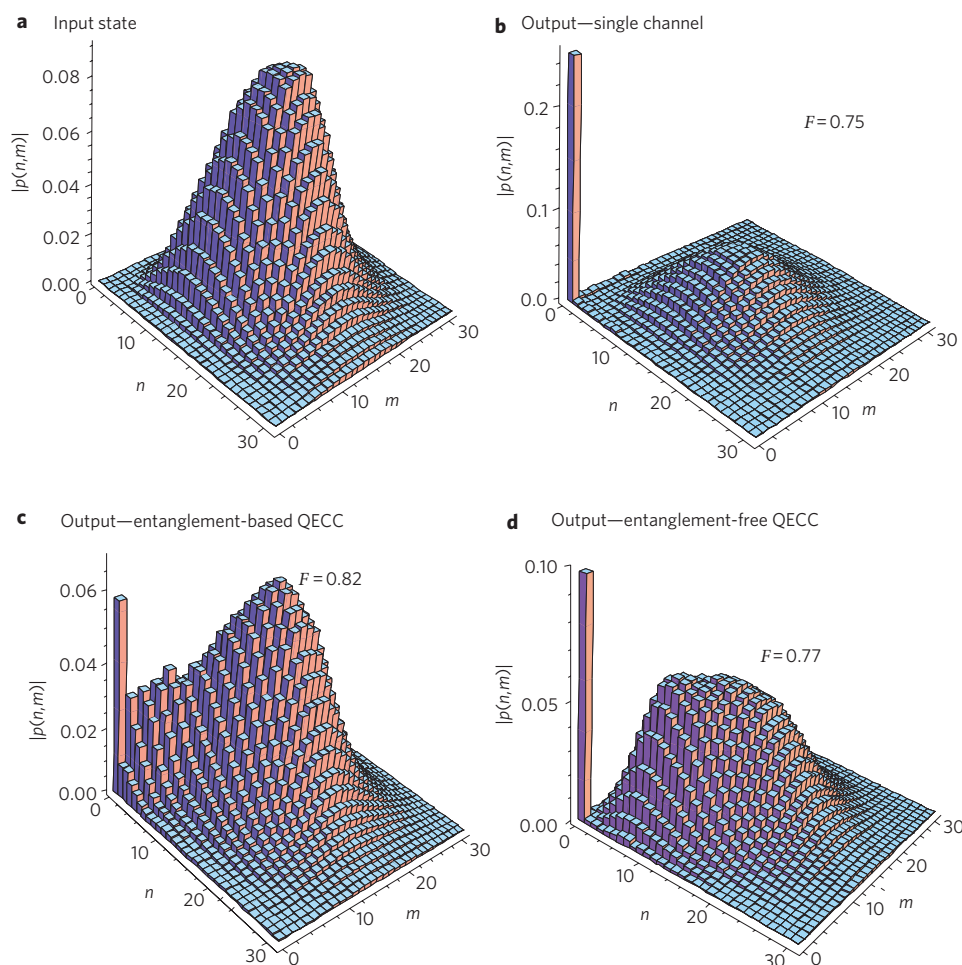 a Input state
0.08
0.06
0.04
0.02
0.00
|p(n,m)|
0
10
20
30
n
0
10
20
30
m
b Output—single channel
F = 0.75
0.2
0.1
0.0
|p(n,m)|
0
10
20
30
n
0
10
20
30
m
c Output—entanglement-based QECC
F = 0.82
0.06
0.04
0.02
0.00
|p(n,m)|
0
10
20
30
n
0
10
20
30
m
d Output—entanglement-free QECC
F = 0.77
0.10
0.05
0.00
|p(n,m)|
0
10
20
30
n
0
10
20
30
m